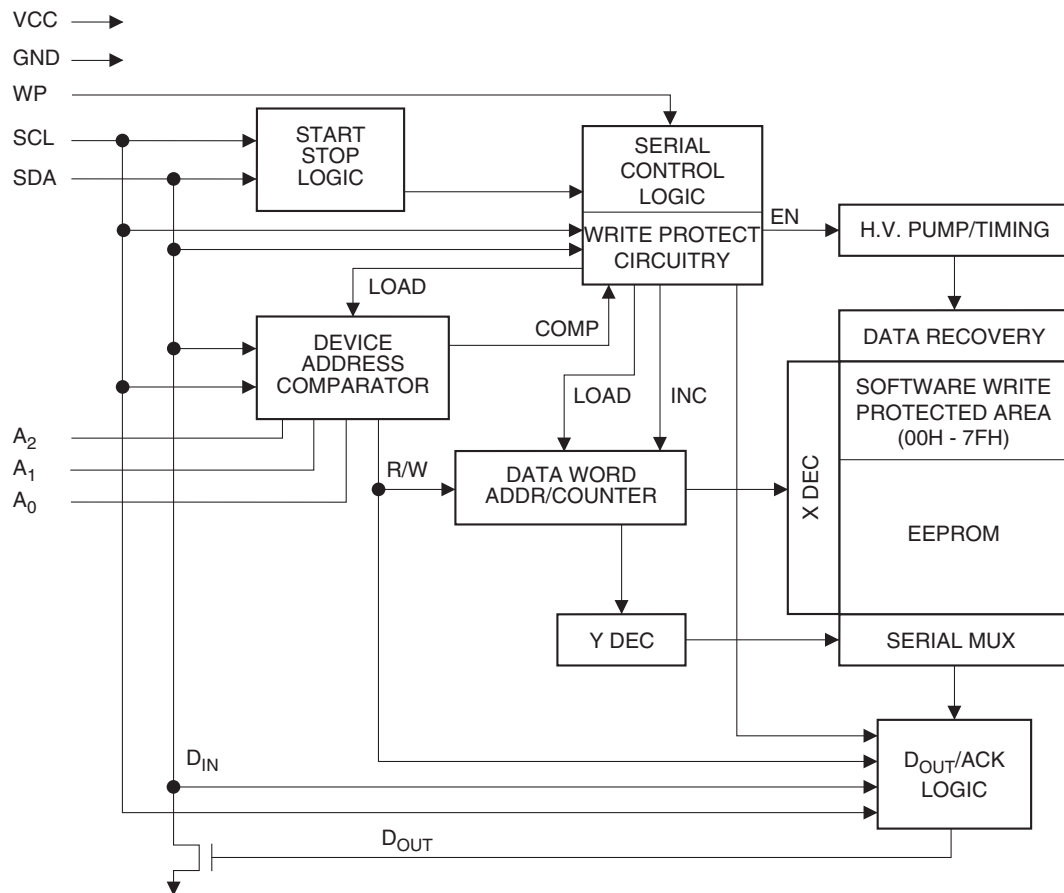 VCC
GND
WP
SCL
SDA
START
STOP
LOGIC
SERIAL
CONTROL
LOGIC
WRITE PROTECT
CIRCUITRY
EN
H.V. PUMP/TIMING
LOAD
COMP
DEVICE
ADDRESS
COMPARATOR
LOAD
INC
DATA RECOVERY
SOFTWARE WRITE
PROTECTED AREA
(00H - 7FH)
X DEC
EEPROM
A2
A1
A0
R/W
DATA WORD
ADDR/COUNTER
Y DEC
SERIAL MUX
DIN
DOUT/ACK
LOGIC
DOUT